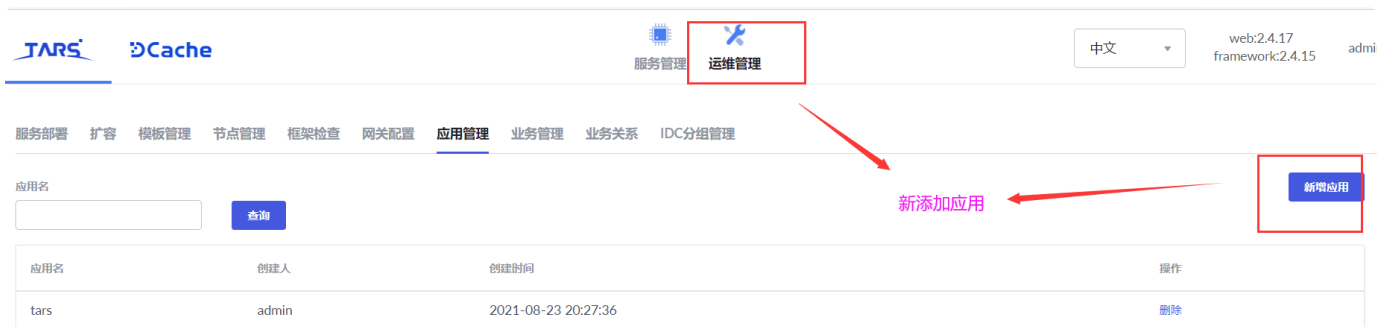 TARS DCache 服务管理 运维管理 中文 web:2.4.17
framework:2.4.15 admi
服务部署 扩容 模板管理 节点管理 框架检查 网关配置 应用管理 业务管理 业务关系 IDC分组管理
应用名
查询
新增应用
新添加应用
应用名 创建人 创建时间 操作
tars admin 2021-08-23 20:27:36 删除